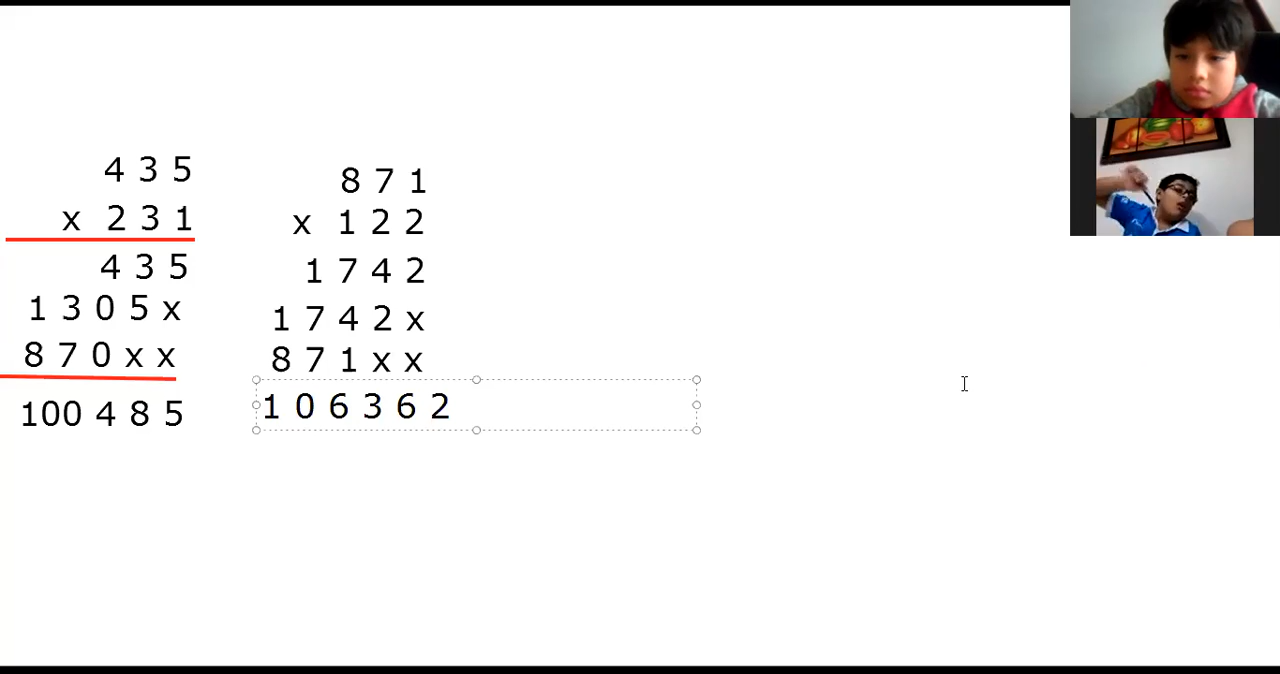 4 3 5
x 2 3 1
4 3 5
1 3 0 5 x
8 7 0 x x
100 4 8 5
8 7 1
x 1 2 2
1 7 4 2
1 7 4 2 x
8 7 1 x x
1 0 6 3 6 2